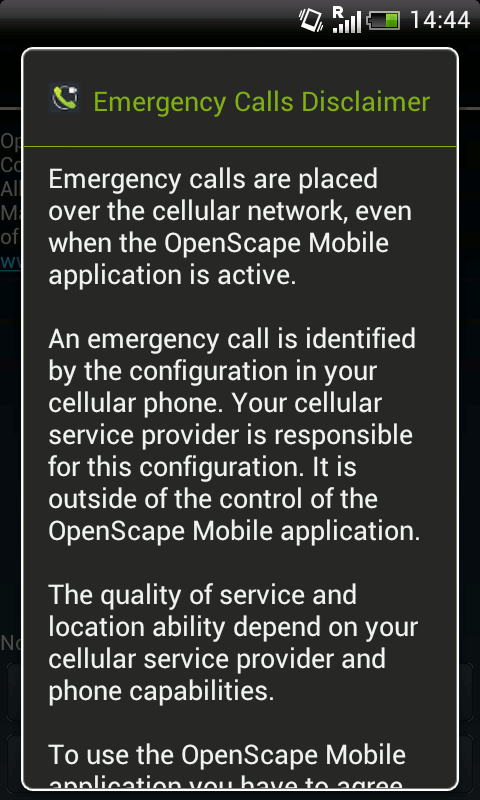 R
14:44
Emergency Calls Disclaimer
Emergency calls are placed
over the cellular network, even
when the OpenScape Mobile
application is active.
An emergency call is identified
by the configuration in your
cellular phone. Your cellular
service provider is responsible
for this configuration. It is
outside of the control of the
OpenScape Mobile application.
The quality of service and
location ability depend on your
cellular service provider and
phone capabilities.
To use the OpenScape Mobile
application you have to agree